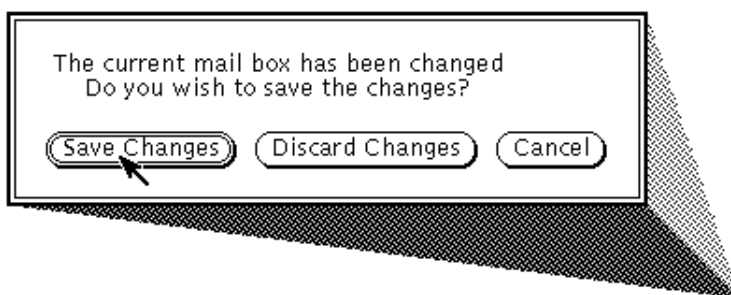 The current mail box has been changed
Do you wish to save the changes?
Save Changes Discard Changes Cancel